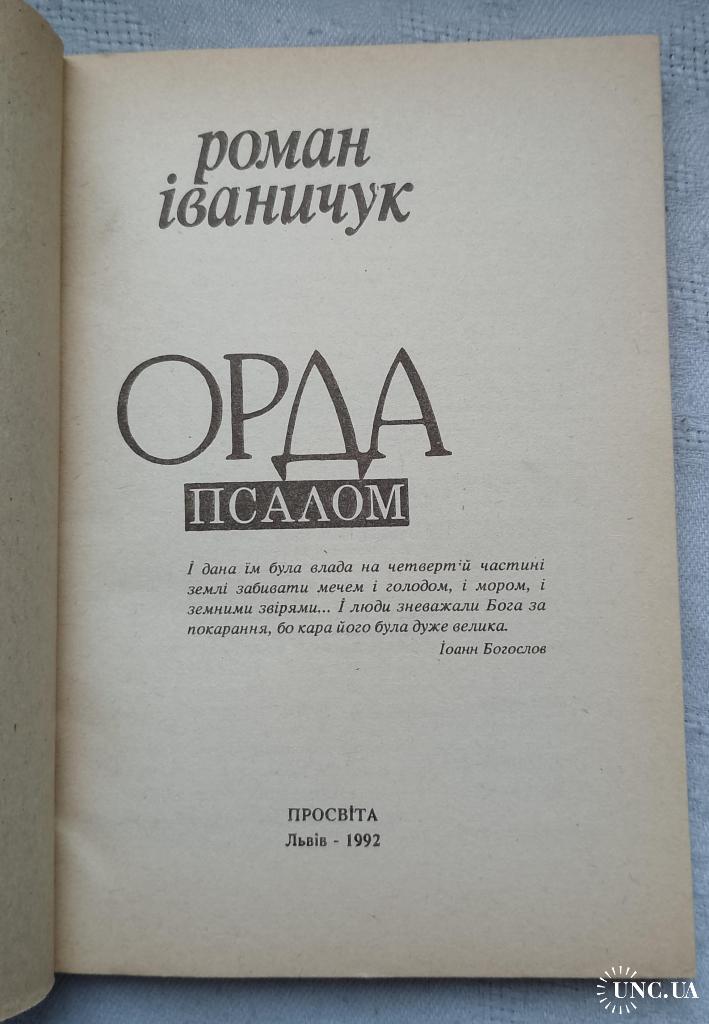 роман
іваничук
ОРДА
ПСАЛОМ
І дана їм була влада на четвертій частині
землі забивати мечем і голодом, і мором, і
земними звірями... І люди зневажали Бога за
покарання, бо кара його була дуже велика.
Іоанн Богослов
ПРОСВІТА
Львів - 1992
UNC.UA